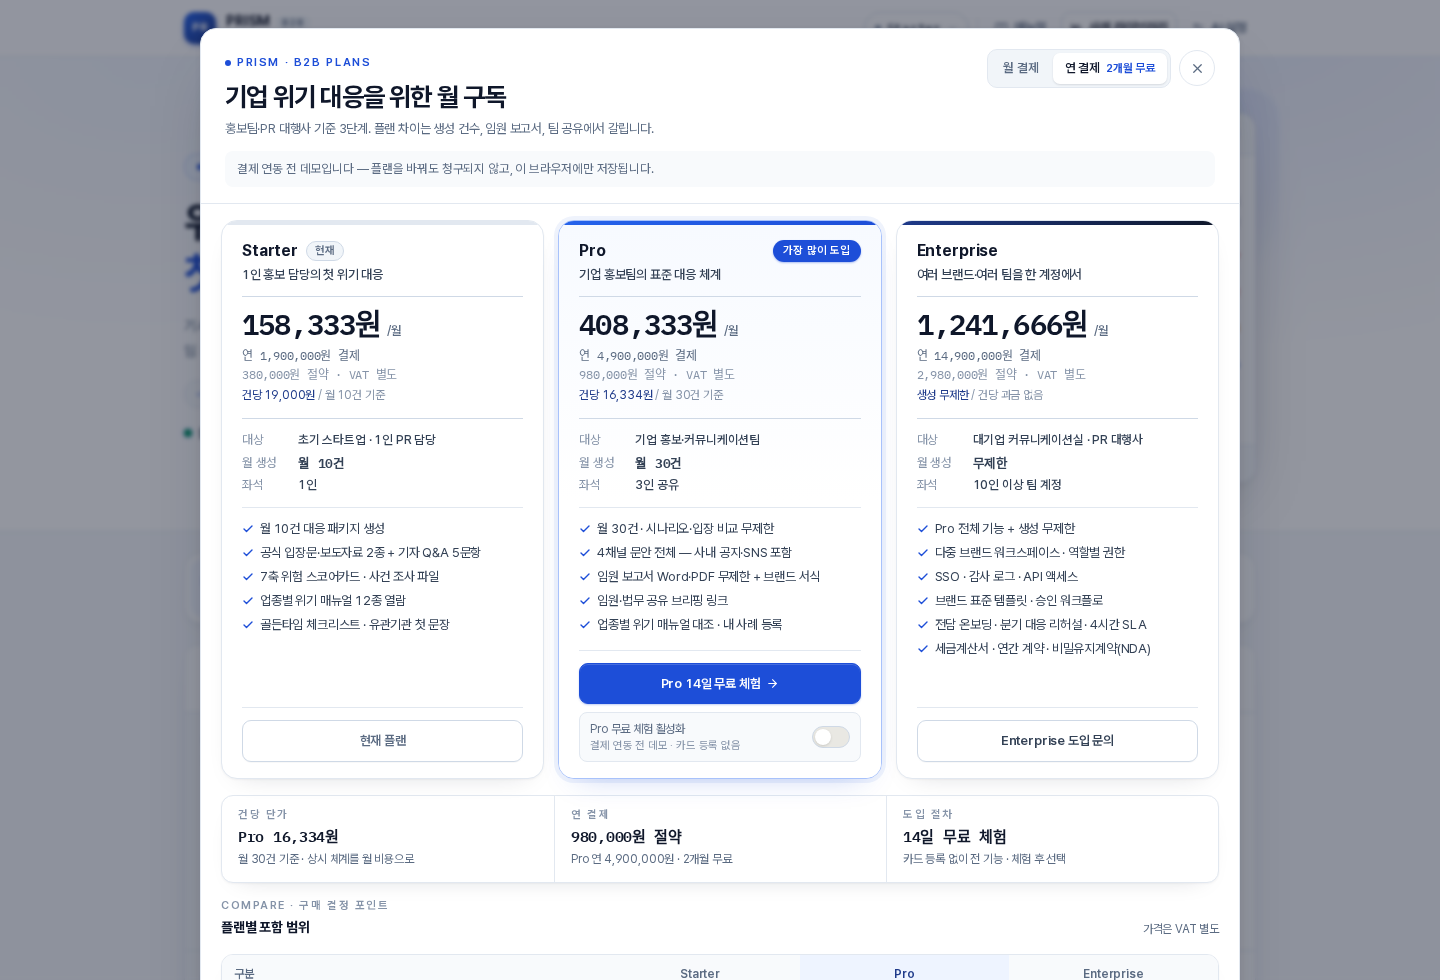 PRISM
PRISM · B2B PLANS
기업 위기 대응을 위한 월 구독
홍보팀·PR 대행사 기준 3단계. 플랜 차이는 생성 건수, 임원 보고서, 팀 공유에서 갈립니다.
월 결제
연 결제 2개월 무료
결제 연동 전 데모입니다 — 플랜을 바꿔도 청구되지 않고, 이 브라우저에만 저장됩니다.
Starter 현재
1인 홍보 담당의 첫 위기 대응
158,333원 /월
연 1,900,000원 결제
380,000원 절약 · VAT 별도
건당 19,000원 / 월 10건 기준
대상 초기 스타트업 · 1인 PR 담당
월 생성 월 10건
좌석 1인
월 10건 대응 패키지 생성
공식 입장문·보도자료 2종 + 기자 Q&A 5문항
7축 위험 스코어카드 · 사건 조사 파일
업종별 위기 매뉴얼 12종 열람
골든타임 체크리스트 · 유관기관 첫 문장
현재 플랜
Pro 가장 많이 도입
기업 홍보팀의 표준 대응 체계
408,333원 /월
연 4,900,000원 결제
980,000원 절약 · VAT 별도
건당 16,334원 / 월 30건 기준
대상 기업 홍보·커뮤니케이션팀
월 생성 월 30건
좌석 3인 공유
월 30건 · 시나리오·입장 비교 무제한
4채널 문안 전체 — 사내 공지·SNS 포함
임원 보고서 Word·PDF 무제한 + 브랜드 서식
임원·법무 공유 브리핑 링크
업종별 위기 매뉴얼 대조 · 내 사례 등록
Pro 14일 무료 체험 →
Pro 무료 체험 활성화
결제 연동 전 데모 · 카드 등록 없음
Enterprise
여러 브랜드·여러 팀을 한 계정에서
1,241,666원 /월
연 14,900,000원 결제
2,980,000원 절약 · VAT 별도
생성 무제한 / 건당 과금 없음
대상 대기업 커뮤니케이션실 · PR 대행사
월 생성 무제한
좌석 10인 이상 팀 계정
Pro 전체 기능 + 생성 무제한
다중 브랜드 워크스페이스 · 역할별 권한
SSO · 감사 로그 · API 액세스
브랜드 표준 템플릿 · 승인 워크플로
전담 온보딩 · 분기 대응 리허설 · 4시간 SLA
세금계산서 · 연간 계약 · 비밀유지계약(NDA)
Enterprise 도입 문의
건당 단가
Pro 16,334원
월 30건 기준 · 상시 체계를 월 비용으로
연 결제
980,000원 절약
Pro 연 4,900,000원 · 2개월 무료
도입 절차
14일 무료 체험
카드 등록 없이 전 기능 · 체험 후 선택
COMPARE · 구매 결정 포인트
플랜별 포함 범위
가격은 VAT 별도
구분 Starter Pro Enterprise